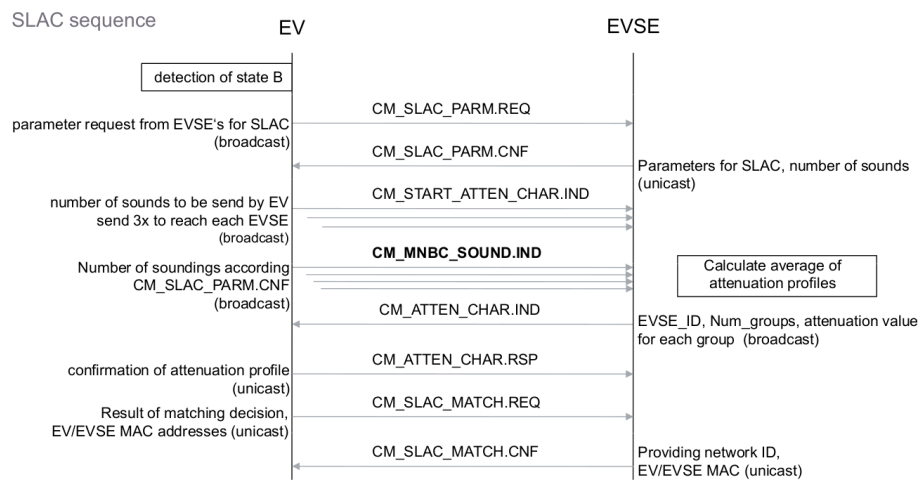 SLAC sequence
EV
EVSE
detection of state B
CM_SLAC_PARM.REQ
parameter request from EVSE's for SLAC
(broadcast)
CM_SLAC_PARM.CNF
Parameters for SLAC, number of sounds
(unicast)
CM_START_ATTEN_CHAR.IND
number of sounds to be send by EV
send 3x to reach each EVSE
(broadcast)
CM_MNBC_SOUND.IND
Number of soundings according
CM_SLAC_PARM.CNF
(broadcast)
Calculate average of
attenuation profiles
CM_ATTEN_CHAR.IND
EVSE_ID, Num_groups, attenuation value
for each group (broadcast)
CM_ATTEN_CHAR.RSP
confirmation of attenuation profile
(unicast)
CM_SLAC_MATCH.REQ
Result of matching decision,
EV/EVSE MAC addresses (unicast)
CM_SLAC_MATCH.CNF
Providing network ID,
EV/EVSE MAC (unicast)